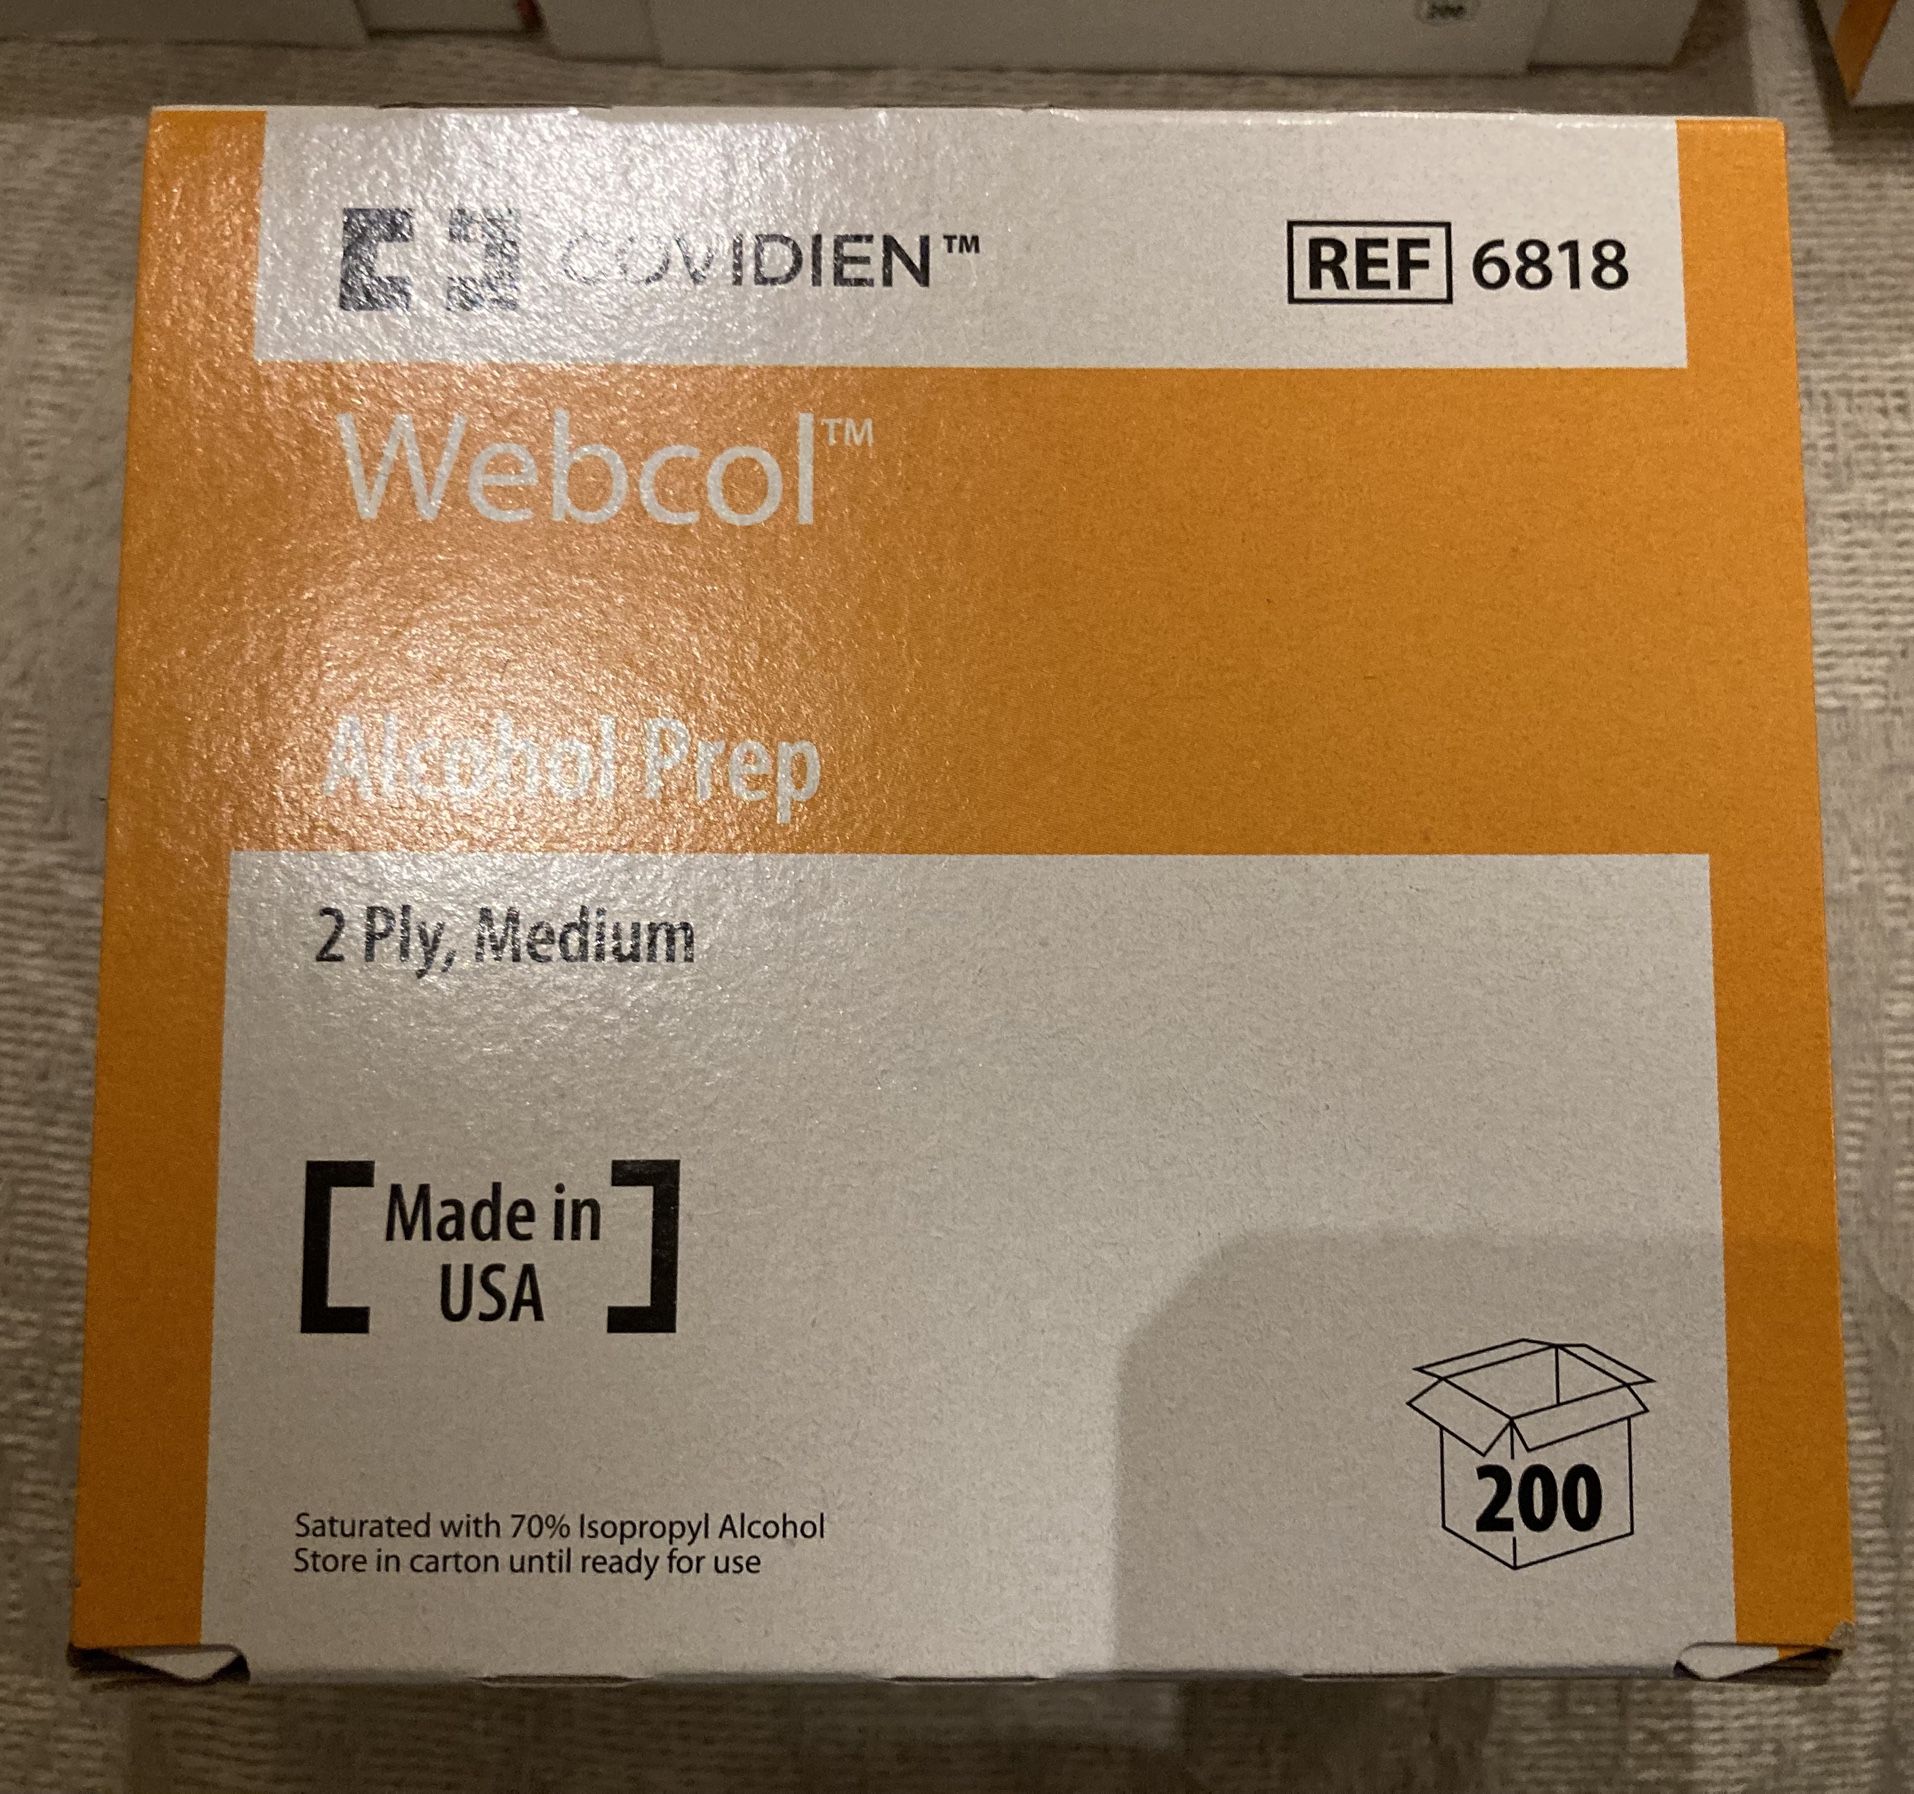 200
COVIDIEN™
REF 6818
Webcol™
Alcohol Prep
2 Ply, Medium
Made in
USA
200
Saturated with 70% Isopropyl Alcohol
Store in carton until ready for use